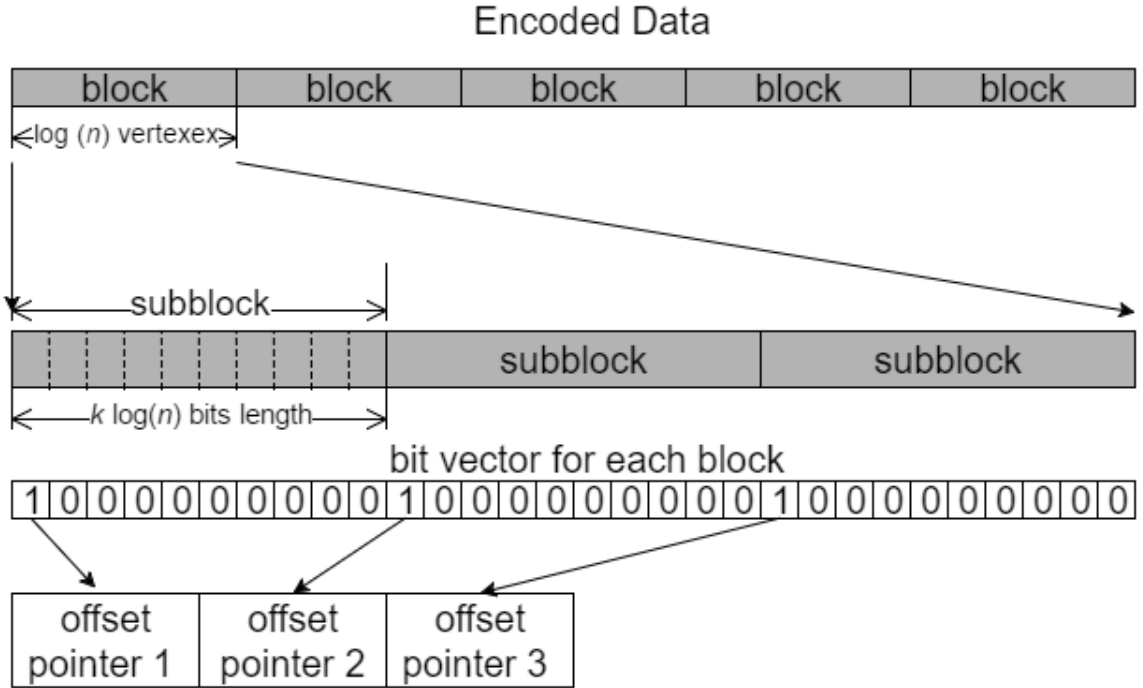 Encoded Data
block block block block block
log (n) vertexex
subblock
subblock subblock
k log(n) bits length
bit vector for each block
1 0 0 0 0 0 0 0 0 0 1 0 0 0 0 0 0 0 0 0 1 0 0 0 0 0 0 0 0 0
offset offset offset
pointer 1 pointer 2 pointer 3